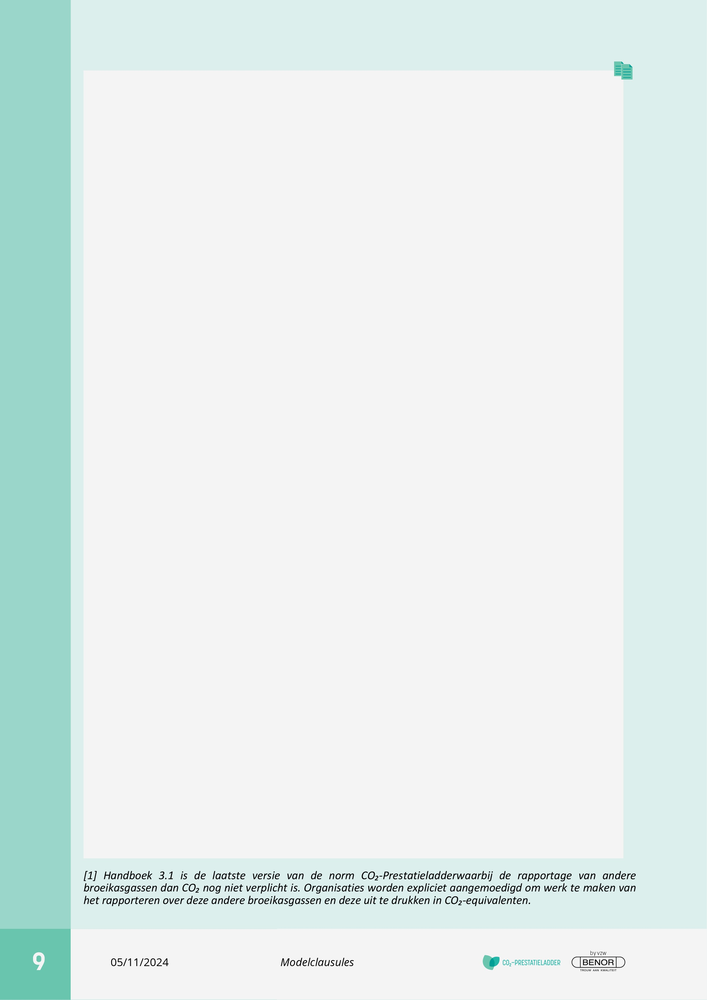 [1] Handboek 3.1 is de laatste versie van de norm CO₂-Prestatieladderwaarbij de rapportage van andere
broeikasgassen dan CO₂ nog niet verplicht is. Organisaties worden expliciet aangemoedigd om werk te maken van
het rapporteren over deze andere broeikasgassen en deze uit te drukken in CO₂-equivalenten.
9
05/11/2024
Modelclausules
CO₂-PRESTATIELADDER
by vzw
BENOR
TROUW AAN KWALITEIT